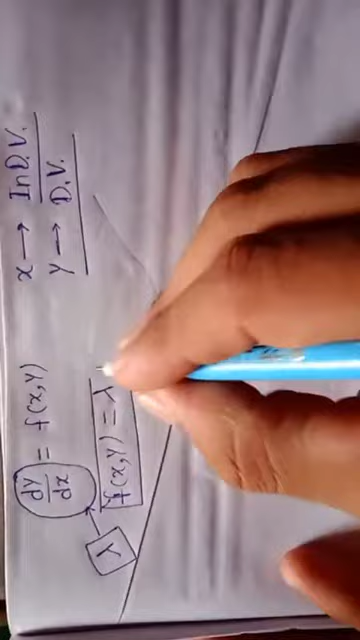 dy/dx = f(x,y)
x → InD.V.
y → D.V.
f(x,y) = λ
λ